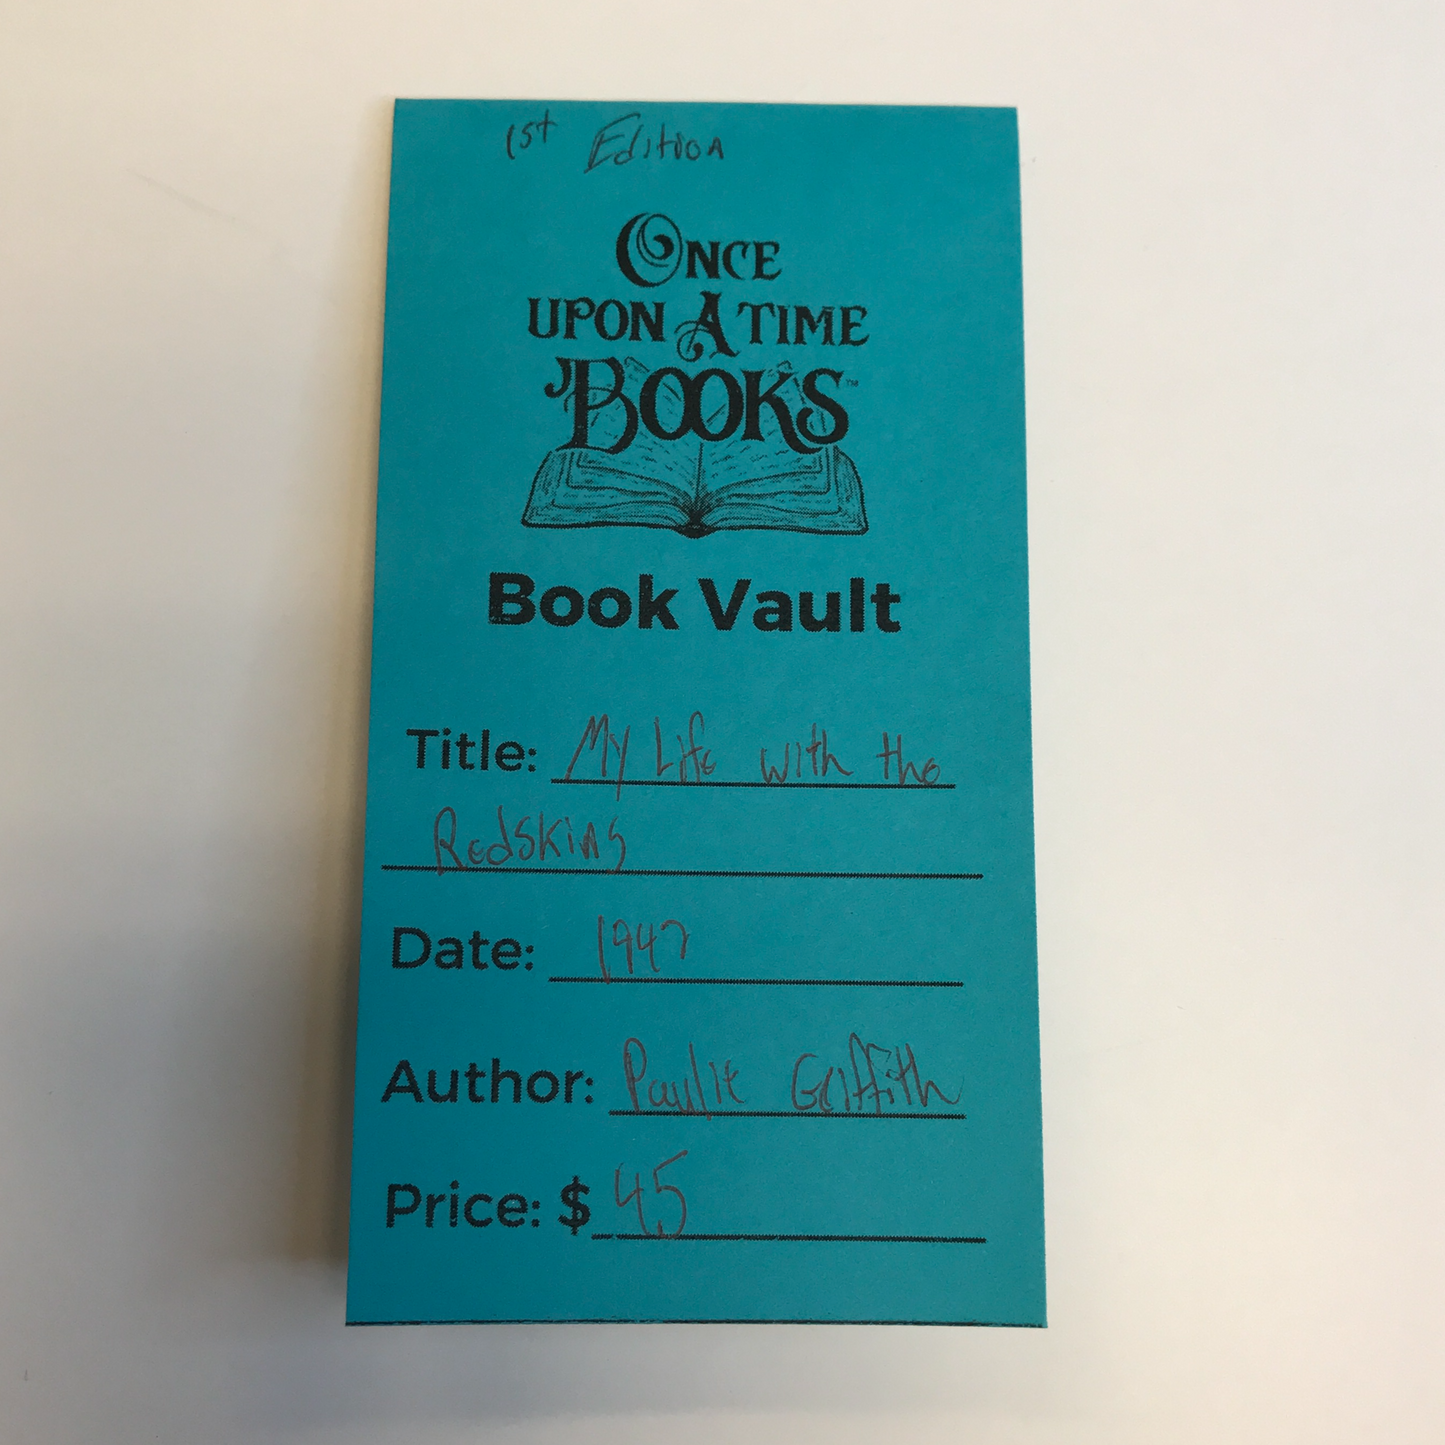 1st Edition
ONCE
UPON A TIME
BOOKS™
Book Vault
Title: My Life with the
Redskins
Date: 1947
Author: Paulie Griffith
Price: $ 45